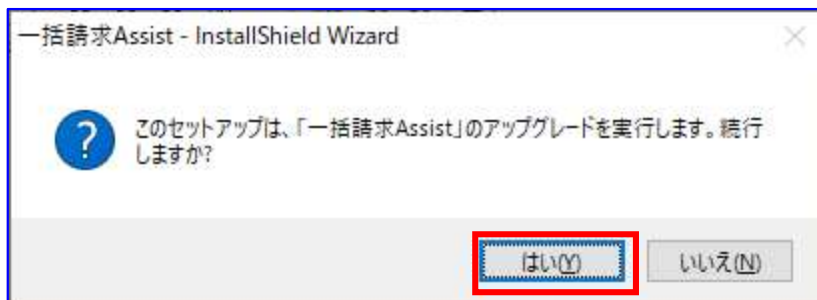 一括請求Assist - InstallShield Wizard
このセットアップは、「一括請求Assist」のアップグレードを実行します。続行
しますか?
はい(Y)
いいえ(N)